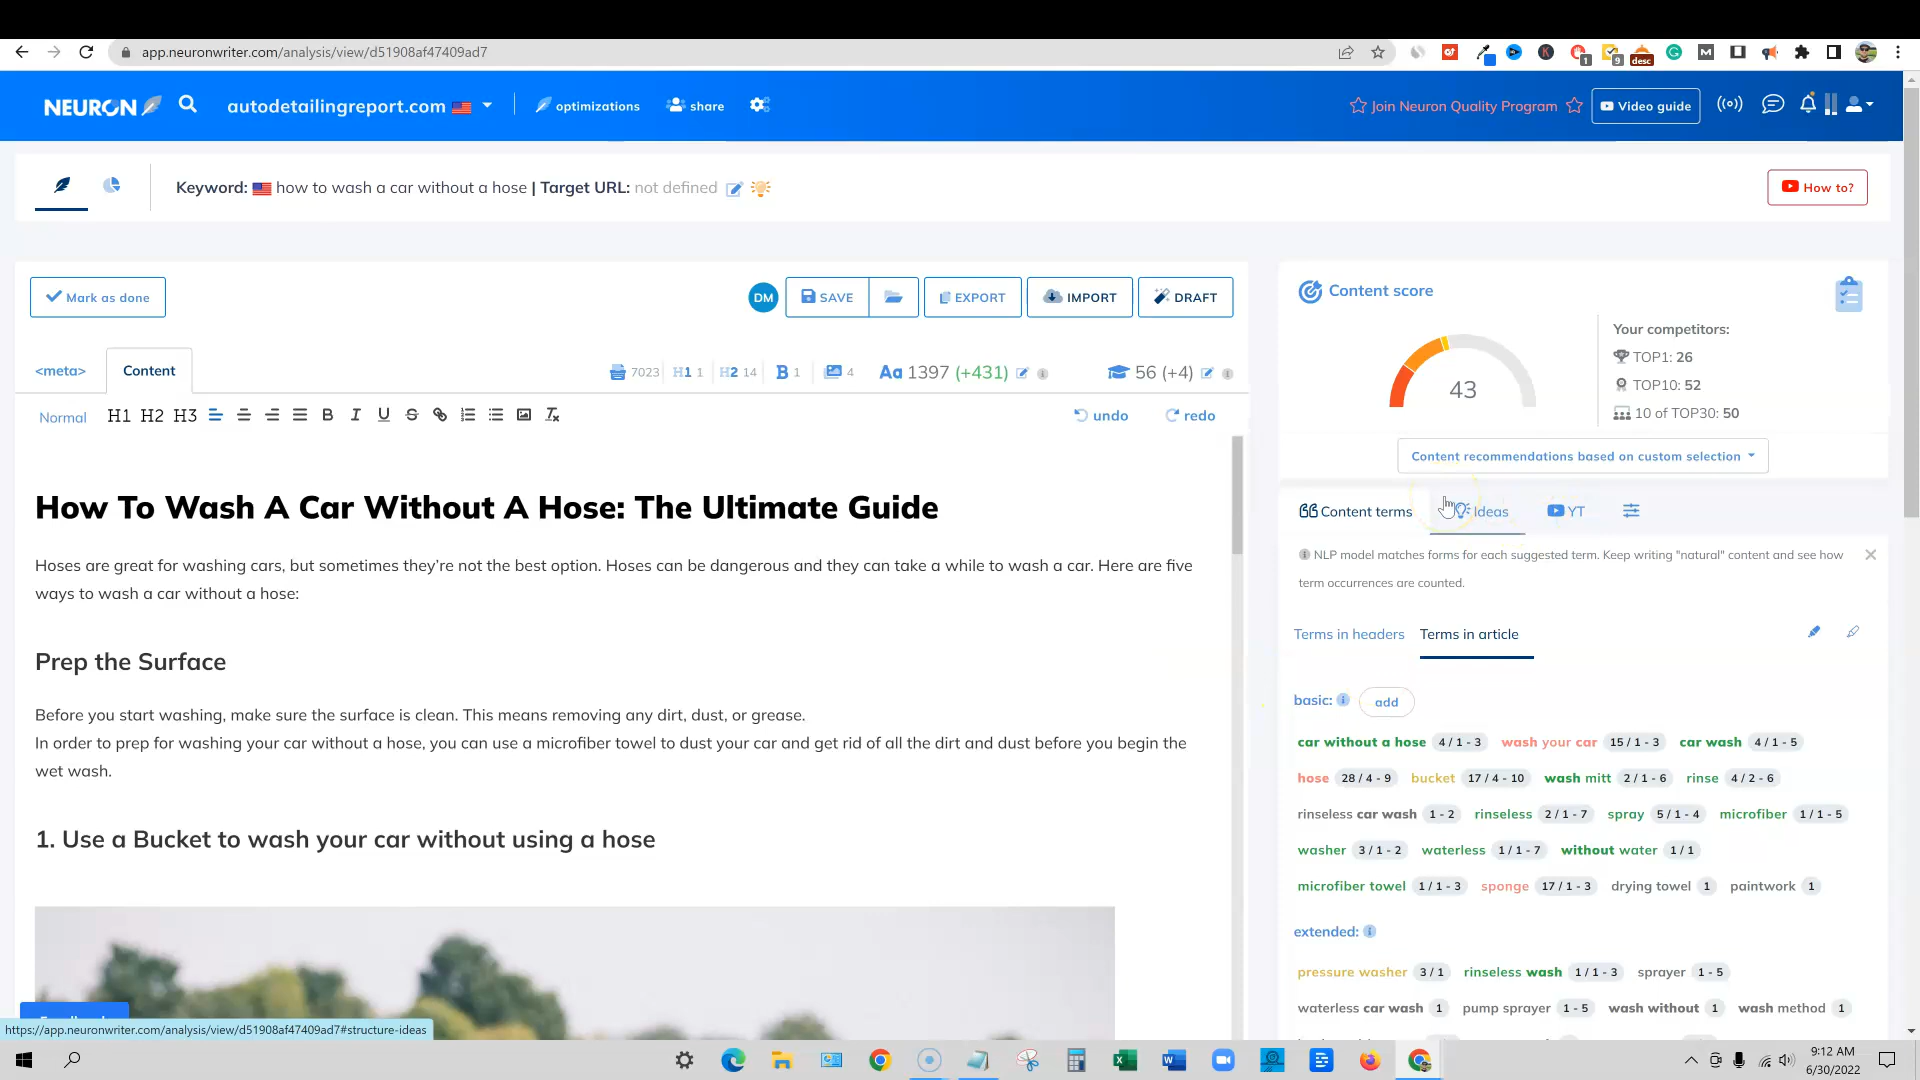 app.neuronwriter.com/analysis/view/d51908af47409ad7
1
9
desc
NEURON
autodetailingreport.com
optimizations
share
Join Neuron Quality Program
Video guide
Keyword: how to wash a car without a hose | Target URL: not defined
How to?
Mark as done
DM
SAVE
EXPORT
IMPORT
DRAFT
<meta>
Content
7023
H1 1
H2 14
B 1
4
Aa 1397 (+431)
56 (+4)
Normal
H1 H2 H3
undo
redo
How To Wash A Car Without A Hose: The Ultimate Guide
Hoses are great for washing cars, but sometimes they're not the best option. Hoses can be dangerous and they can take a while to wash a car. Here are five
ways to wash a car without a hose:
Prep the Surface
Before you start washing, make sure the surface is clean. This means removing any dirt, dust, or grease.
In order to prep for washing your car without a hose, you can use a microfiber towel to dust your car and get rid of all the dirt and dust before you begin the
wet wash.
1. Use a Bucket to wash your car without using a hose
Content score
43
Your competitors:
TOP1: 26
TOP10: 52
10 of TOP30: 50
Content recommendations based on custom selection
Content terms
Ideas
YT
NLP model matches forms for each suggested term. Keep writing "natural" content and see how
term occurrences are counted.
Terms in headers
Terms in article
basic:
add
car without a hose 4 / 1 - 3 wash your car 15 / 1 - 3 car wash 4 / 1 - 5
hose 28 / 4 - 9 bucket 17 / 4 - 10 wash mitt 2 / 1 - 6 rinse 4 / 2 - 6
rinseless car wash 1 - 2 rinseless 2 / 1 - 7 spray 5 / 1 - 4 microfiber 1 / 1 - 5
washer 3 / 1 - 2 waterless 1 / 1 - 7 without water 1 / 1
microfiber towel 1 / 1 - 3 sponge 17 / 1 - 3 drying towel 1 paintwork 1
extended:
pressure washer 3 / 1 rinseless wash 1 / 1 - 3 sprayer 1 - 5
waterless car wash 1 pump sprayer 1 - 5 wash without 1 wash method 1
https://app.neuronwriter.com/analysis/view/d51908af47409ad7#structure-ideas
9:12 AM
6/30/2022